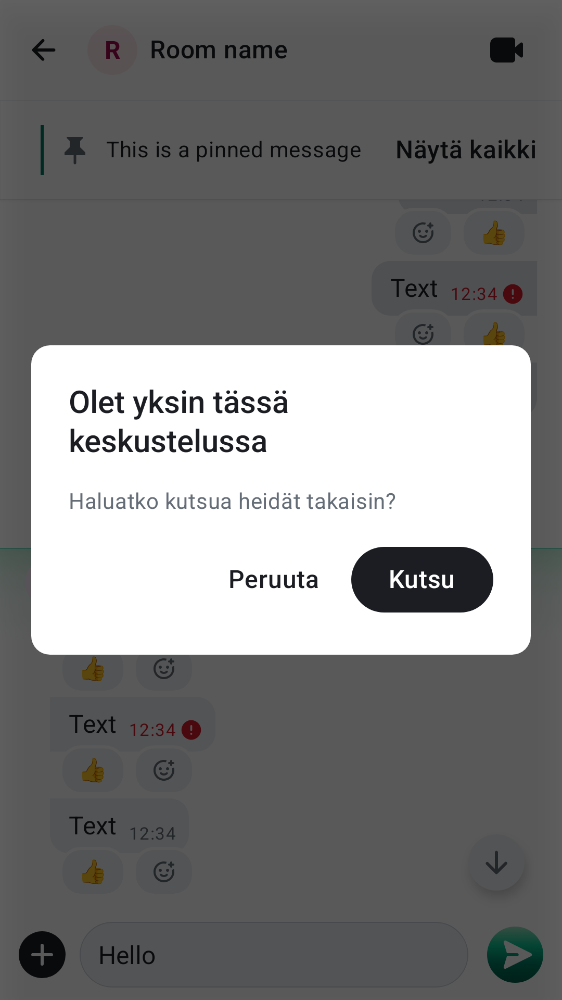 R Room name
This is a pinned message Näytä kaikki
Text 12:34
Olet yksin tässä
keskustelussa
Haluatko kutsua heidät takaisin?
Peruuta Kutsu
Text 12:34
Text 12:34
Hello